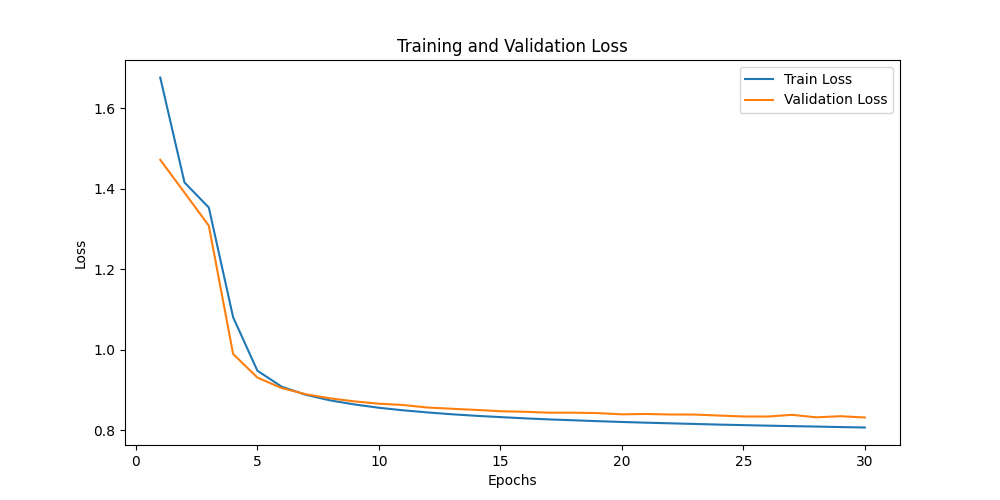 Training and Validation Loss
Train Loss
Validation Loss
1.6
1.4
1.2
1.0
0.8
Loss
0 5 10 15 20 25 30
Epochs